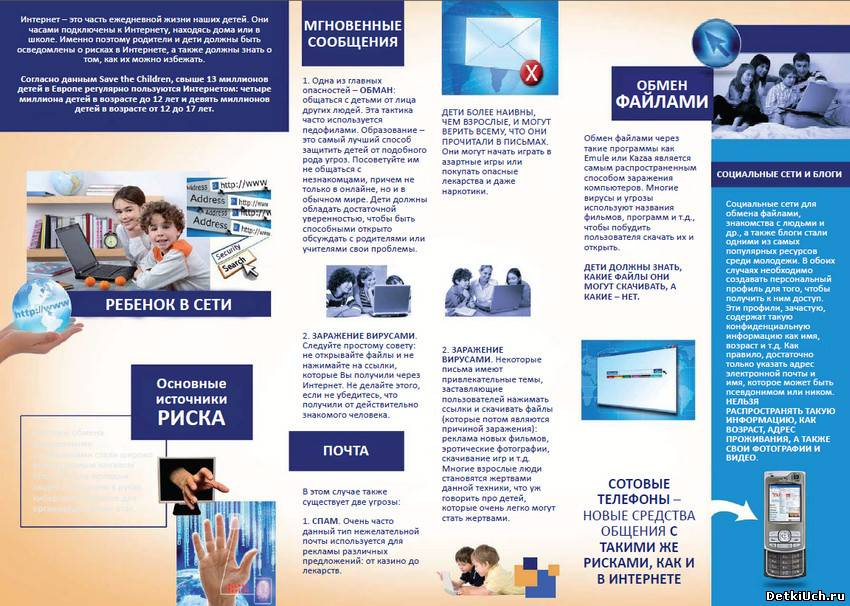 Интернет – это часть ежедневной жизни наших детей. Они
часами подключены к Интернету, находясь дома или в
школе. Именно поэтому родители и дети должны быть
осведомлены о рисках в Интернете, а также должны знать о
том, как их можно избежать.
Согласно данным Save the Children, свыше 13 миллионов
детей в Европе регулярно пользуются Интернетом: четыре
миллиона детей в возрасте до 12 лет и девять миллионов
детей в возрасте от 12 до 17 лет.
Address
http://www
Address
http://www
Address
Security
Search
http://www
РЕБЕНОК В СЕТИ
Основные
источники
РИСКА
МГНОВЕННЫЕ
СООБЩЕНИЯ
1. Одна из главных
опасностей – ОБМАН:
общаться с детьми от лица
других людей. Эта тактика
часто используется
педофилами. Образование –
это самый лучший способ
защитить детей от подобного
рода угроз. Посоветуйте им
не общаться с
незнакомцами, причем не
только в онлайне, но и в
обычном мире. Дети должны
обладать достаточной
уверенностью, чтобы быть
способными открыто
обсуждать с родителями или
учителями свои проблемы.
2. ЗАРАЖЕНИЕ ВИРУСАМИ.
Следуйте простому совету:
не открывайте файлы и не
нажимайте на ссылки,
которые Вы получили через
Интернет. Не делайте этого,
если не убедитесь, что
получили от действительно
знакомого человека.
ПОЧТА
В этом случае также
существует две угрозы:
1. СПАМ. Очень часто
данный тип нежелательной
почты используется для
рекламы различных
предложений: от казино до
лекарств.
X
ДЕТИ БОЛЕЕ НАИВНЫ,
ЧЕМ ВЗРОСЛЫЕ, И МОГУТ
ВЕРИТЬ ВСЕМУ, ЧТО ОНИ
ПРОЧИТАЛИ В ПИСЬМАХ.
Они могут начать играть в
азартные игры или
покупать опасные
лекарства и даже
наркотики.
2. ЗАРАЖЕНИЕ
ВИРУСАМИ. Некоторые
письма имеют
привлекательные темы,
заставляющие
пользователей нажимать
ссылки и скачивать файлы
(которые потом являются
причиной заражения):
реклама новых фильмов,
эротические фотографии,
скачивание игр и т.д.
Многие взрослые люди
становятся жертвами
данной техники, что уж
говорить про детей,
которые очень легко могут
стать жертвами.
ОБМЕН
ФАЙЛАМИ
Обмен файлами через
такие программы как
Emule или Kazaa является
самым распространенным
способом заражения
компьютеров. Многие
вирусы и угрозы
используют названия
фильмов, программ и т.д.,
чтобы побудить
пользователя скачать их и
открыть.
ДЕТИ ДОЛЖНЫ ЗНАТЬ,
КАКИЕ ФАЙЛЫ ОНИ
МОГУТ СКАЧИВАТЬ, А
КАКИЕ – НЕТ.
СОТОВЫЕ
ТЕЛЕФОНЫ –
НОВЫЕ СРЕДСТВА
ОБЩЕНИЯ С
ТАКИМИ ЖЕ
РИСКАМИ, КАК И
В ИНТЕРНЕТЕ
СОЦИАЛЬНЫЕ СЕТИ И БЛОГИ
Социальные сети для
обмена файлами,
знакомства с людьми и
др., а также блоги стали
одними из самых
популярных ресурсов
среди молодежи. В обоих
случаях необходимо
создавать персональный
профиль для того, чтобы
получить к ним доступ.
Эти профили, зачастую,
содержат такую
конфиденциальную
информацию как имя,
возраст и т.д. Как
правило, достаточно
только указать адрес
электронной почты и
имя, которое может быть
псевдонимом или ником.
НЕЛЬЗЯ
РАСПРОСТРАНЯТЬ ТАКУЮ
ИНФОРМАЦИЮ, КАК
ВОЗРАСТ, АДРЕС
ПРОЖИВАНИЯ, А ТАКЖЕ
СВОИ ФОТОГРАФИИ И
ВИДЕО.
DetkiUch.ru